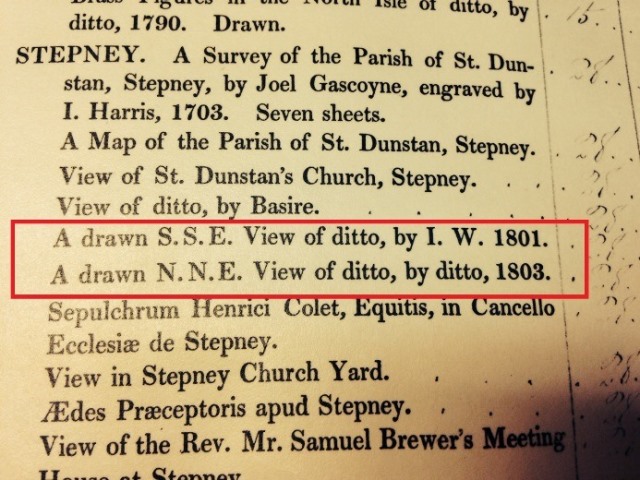 Brass Figures in the North Isle of ditto, by
ditto, 1790. Drawn.
STEPNEY. A Survey of the Parish of St. Dun-
stan, Stepney, by Joel Gascoyne, engraved by
I. Harris, 1703. Seven sheets.
A Map of the Parish of St. Dunstan, Stepney.
View of St. Dunstan's Church, Stepney. . .
View of ditto, by Basire. . . . .
A drawn S.S.E. View of ditto, by I. W. 1801.
A drawn N.N.E. View of ditto, by ditto, 1803.
Sepulchrum Henrici Colet, Equitis, in Cancello
Ecclesiæ de Stepney.
View in Stepney Church Yard. . . .
Ædes Præceptoris apud Stepney. . .
View of the Rev. Mr. Samuel Brewer's Meeting
House at Stepney